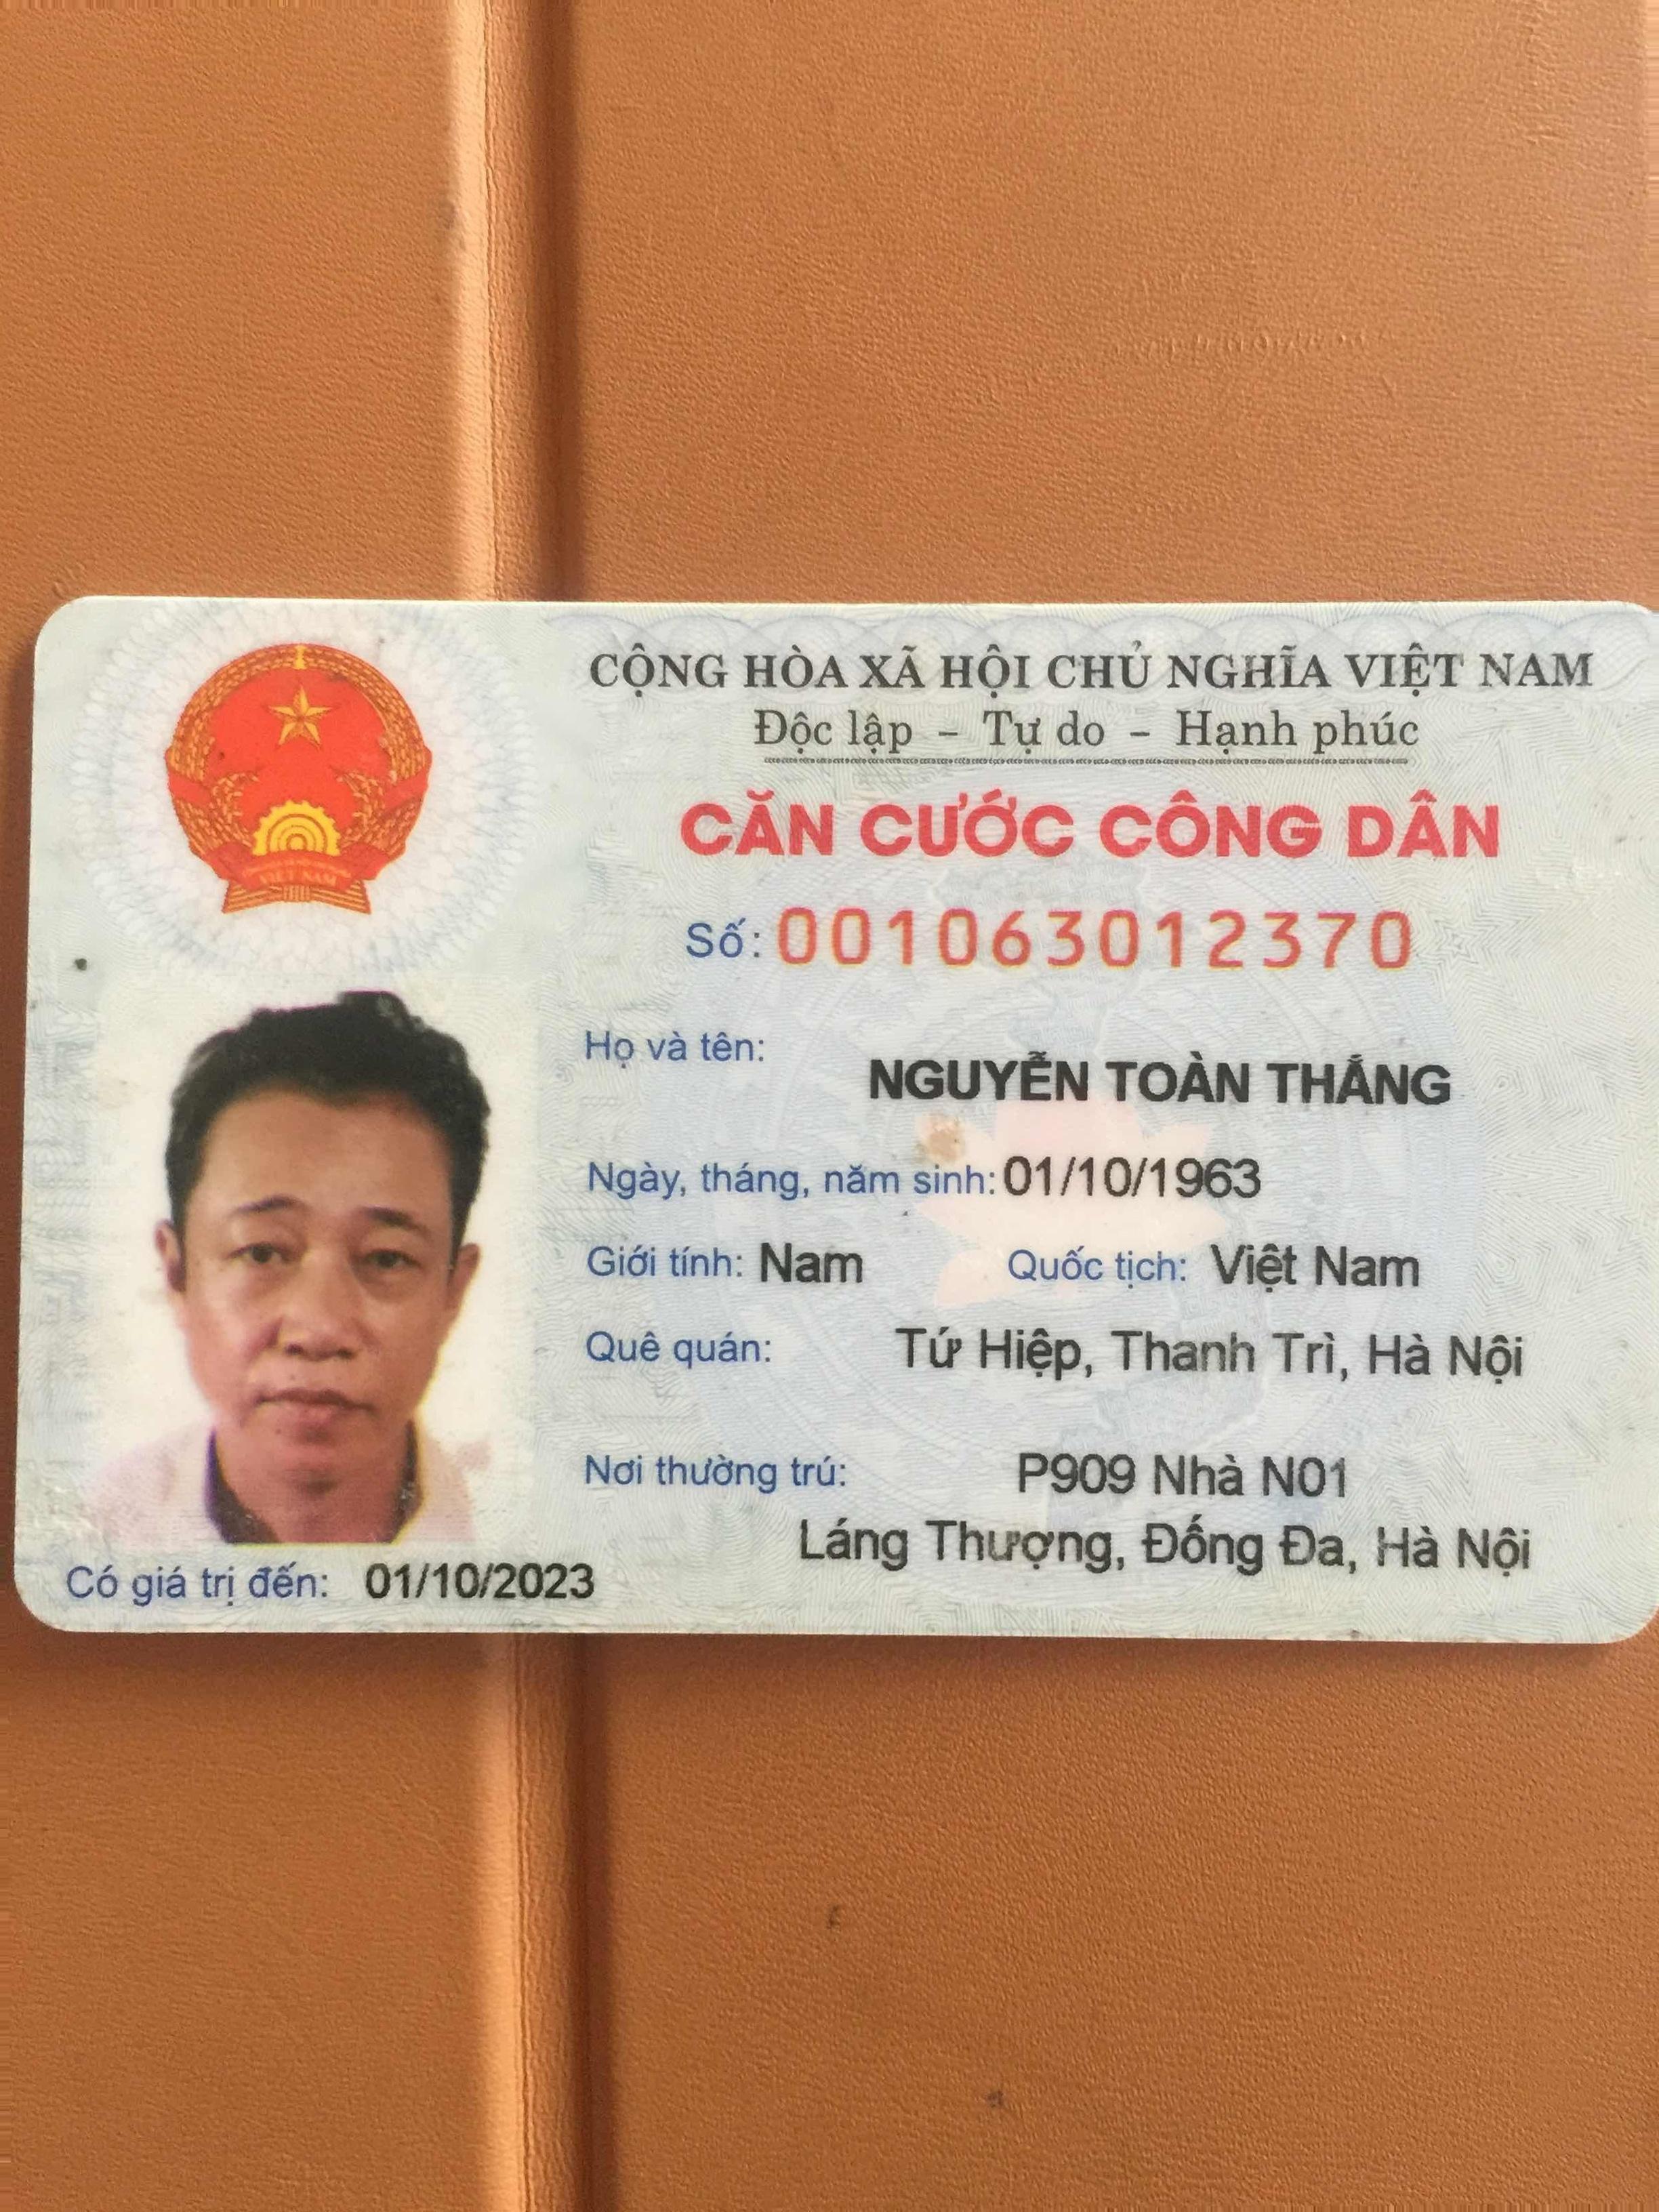 CỘNG HÒA XÃ HỘI CHỦ NGHĨA VIỆT NAM
Độc lập - Tự do - Hạnh phúc
CĂN CƯỚC CÔNG DÂN
Số: 001063012370
Họ và tên: NGUYỄN TOÀN THẮNG
Ngày, tháng, năm sinh: 01/10/1963
Giới tính: Nam Quốc tịch: Việt Nam
Quê quán: Tứ Hiệp, Thanh Trì, Hà Nội
Nơi thường trú: P909 Nhà N01
Láng Thượng, Đống Đa, Hà Nội
Có giá trị đến: 01/10/2023
VIỆT NAM